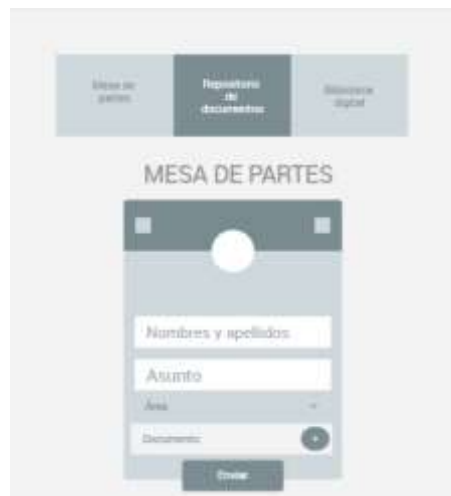 Mesa de
partes
Repositorio
de
documentos
Biblioteca
digital
MESA DE PARTES
Nombres y apellidos
Asunto
Área
Documento
Enviar